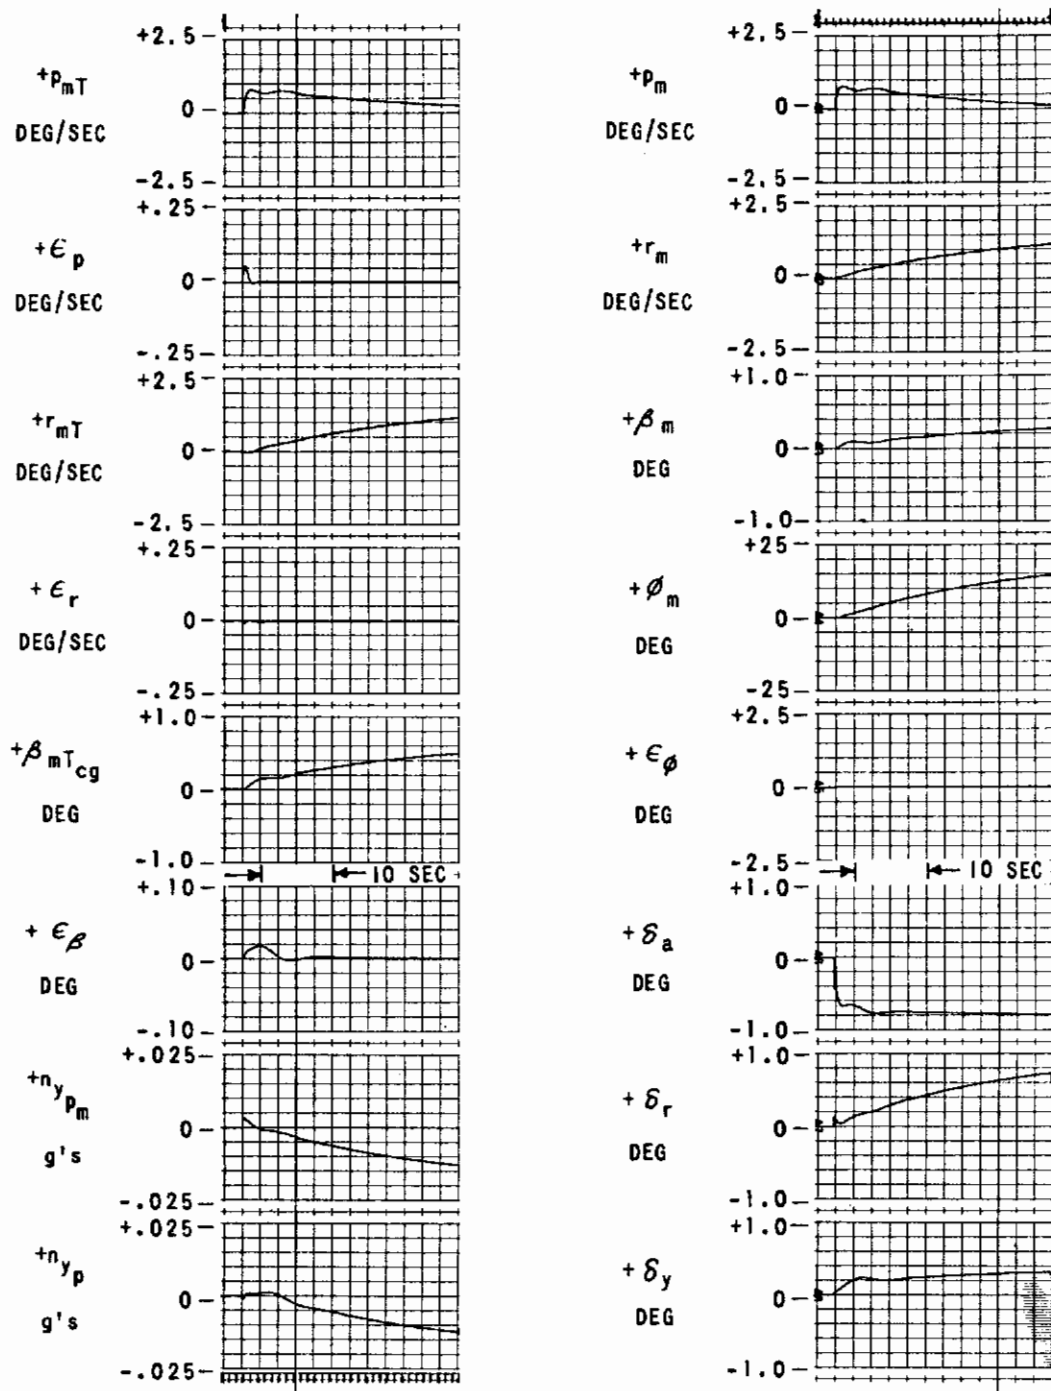 +2.5
+p_mT
0
DEG/SEC
-2.5
+.25
+ϵ_p
0
DEG/SEC
-.25
+2.5
+r_mT
0
DEG/SEC
-2.5
+.25
+ϵ_r
0
DEG/SEC
-.25
+1.0
+β_mT_cg
0
DEG
-1.0
10 SEC
+.10
+ϵ_β
0
DEG
-.10
+.025
+n_y_p_m
0
g's
-.025
+.025
+n_y_p
0
g's
-.025
+2.5
+p_m
0
DEG/SEC
-2.5
+2.5
+r_m
0
DEG/SEC
-2.5
+1.0
+β_m
0
DEG
-1.0
+25
+ø_m
0
DEG
-25
+2.5
+ϵ_ø
0
DEG
-2.5
10 SEC
+1.0
+δ_a
0
DEG
-1.0
+1.0
+δ_r
0
DEG
-1.0
+1.0
+δ_y
0
DEG
-1.0